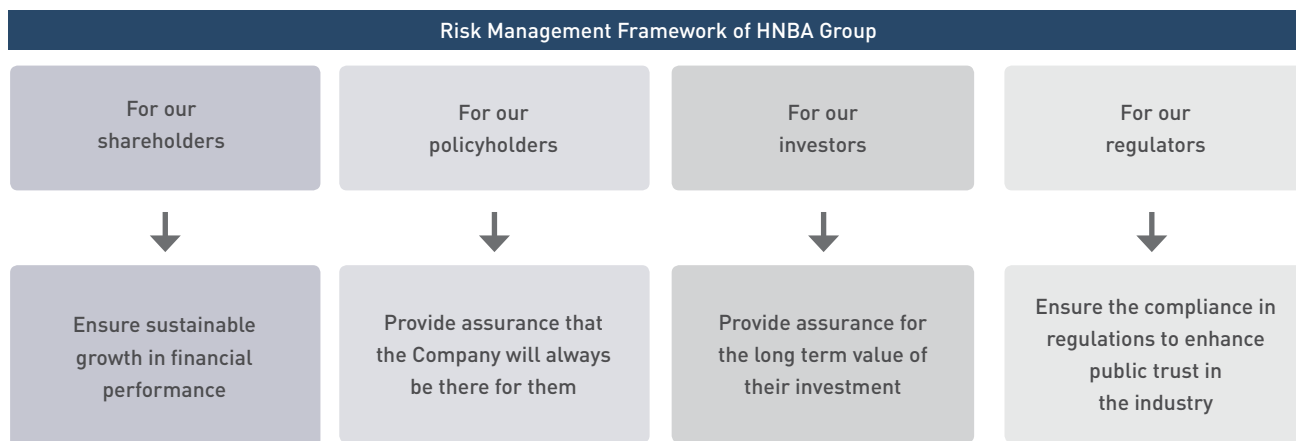 Risk Management Framework of HNBA Group
For our
shareholders
For our
policyholders
For our
investors
For our
regulators
Ensure sustainable
growth in financial
performance
Provide assurance that
the Company will always
be there for them
Provide assurance for
the long term value of
their investment
Ensure the compliance in
regulations to enhance
public trust in
the industry